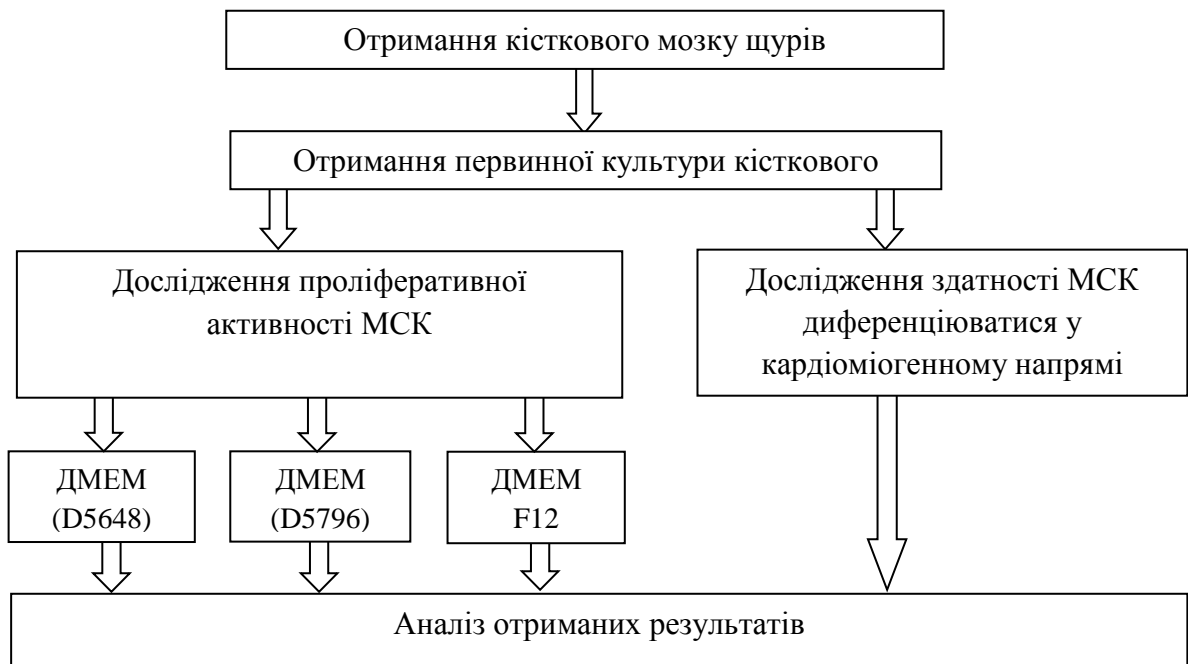 Отримання кісткового мозку щурів
Отримання первинної культури кісткового
Дослідження проліферативної
активності МСК
Дослідження здатності МСК
диференціюватися у
кардіоміогенному напрямі
ДМЕМ
(D5648)
ДМЕМ
(D5796)
ДМЕМ
F12
Аналіз отриманих результатів